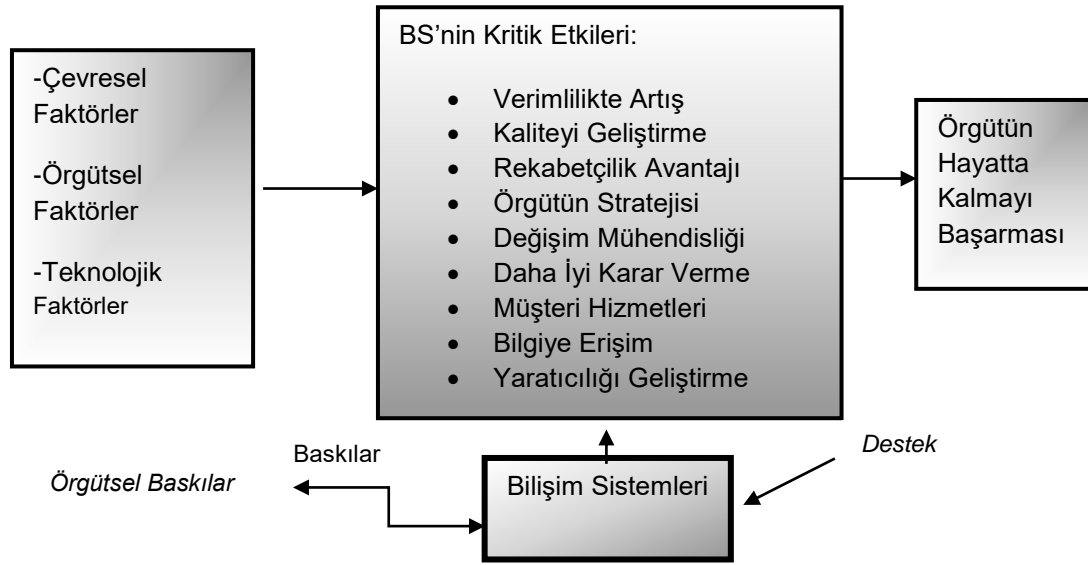 -Çevresel
Faktörler
-Örgütsel
Faktörler
-Teknolojik
Faktörler
BS’nin Kritik Etkileri:
• Verimlilikte Artış
• Kaliteyi Geliştirme
• Rekabetçilik Avantajı
• Örgütün Stratejisi
• Değişim Mühendisliği
• Daha İyi Karar Verme
• Müşteri Hizmetleri
• Bilgiye Erişim
• Yaratıcılığı Geliştirme
Örgütün
Hayatta
Kalmayı
Başarması
Örgütsel Baskılar
Baskılar
Bilişim Sistemleri
Destek